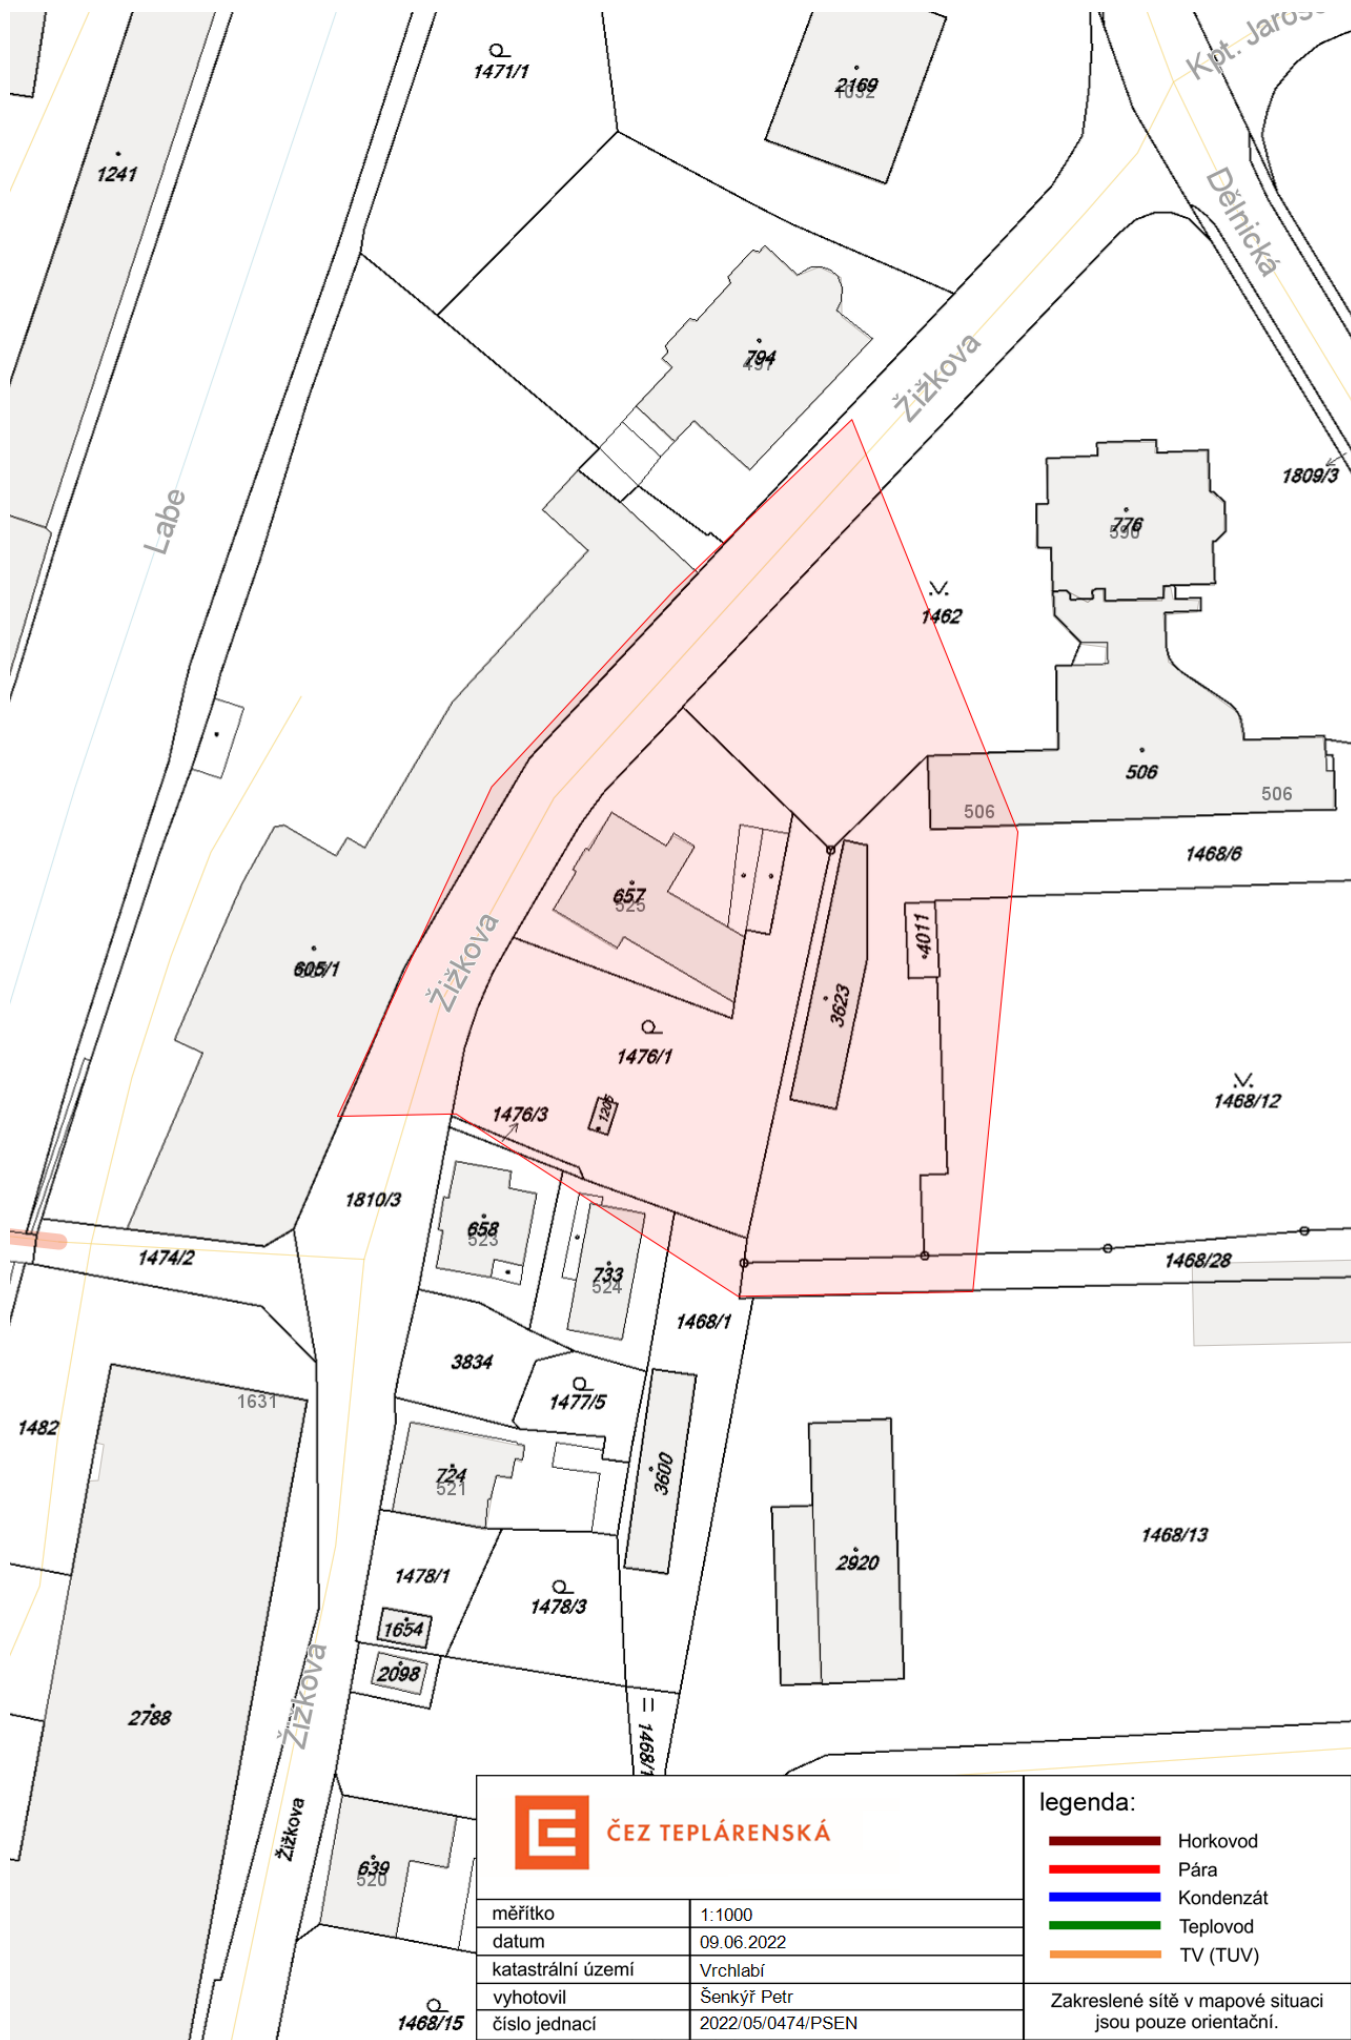 1471/1
2169
1032
Kpt.
1241
Dělnická
794
Žižkova
1809/3
776
590
Labe
1462
506
506
506
1468/6
657
525
4011
605/1
Žižkova
3623
1476/1
1468/12
1206
1476/3
1810/3
658
523
1474/2
733
524
1468/28
1468/1
3834
1477/5
1631
1482
724
521
3600
1468/13
2920
1478/1
1478/3
1654
2098
Žižkova
2788
Žižkova
639
520
1468/15
ČEZ TEPLÁRENSKÁ
měřítko 1:1000
datum 09.06.2022
katastrální území Vrchlabí
vyhotovil Šenkýř Petr
číslo jednací 2022/05/0474/PSEN
legenda:
Horkovod
Pára
Kondenzát
Teplovod
TV (TUV)
Zakreslené sítě v mapové situaci
jsou pouze orientační.